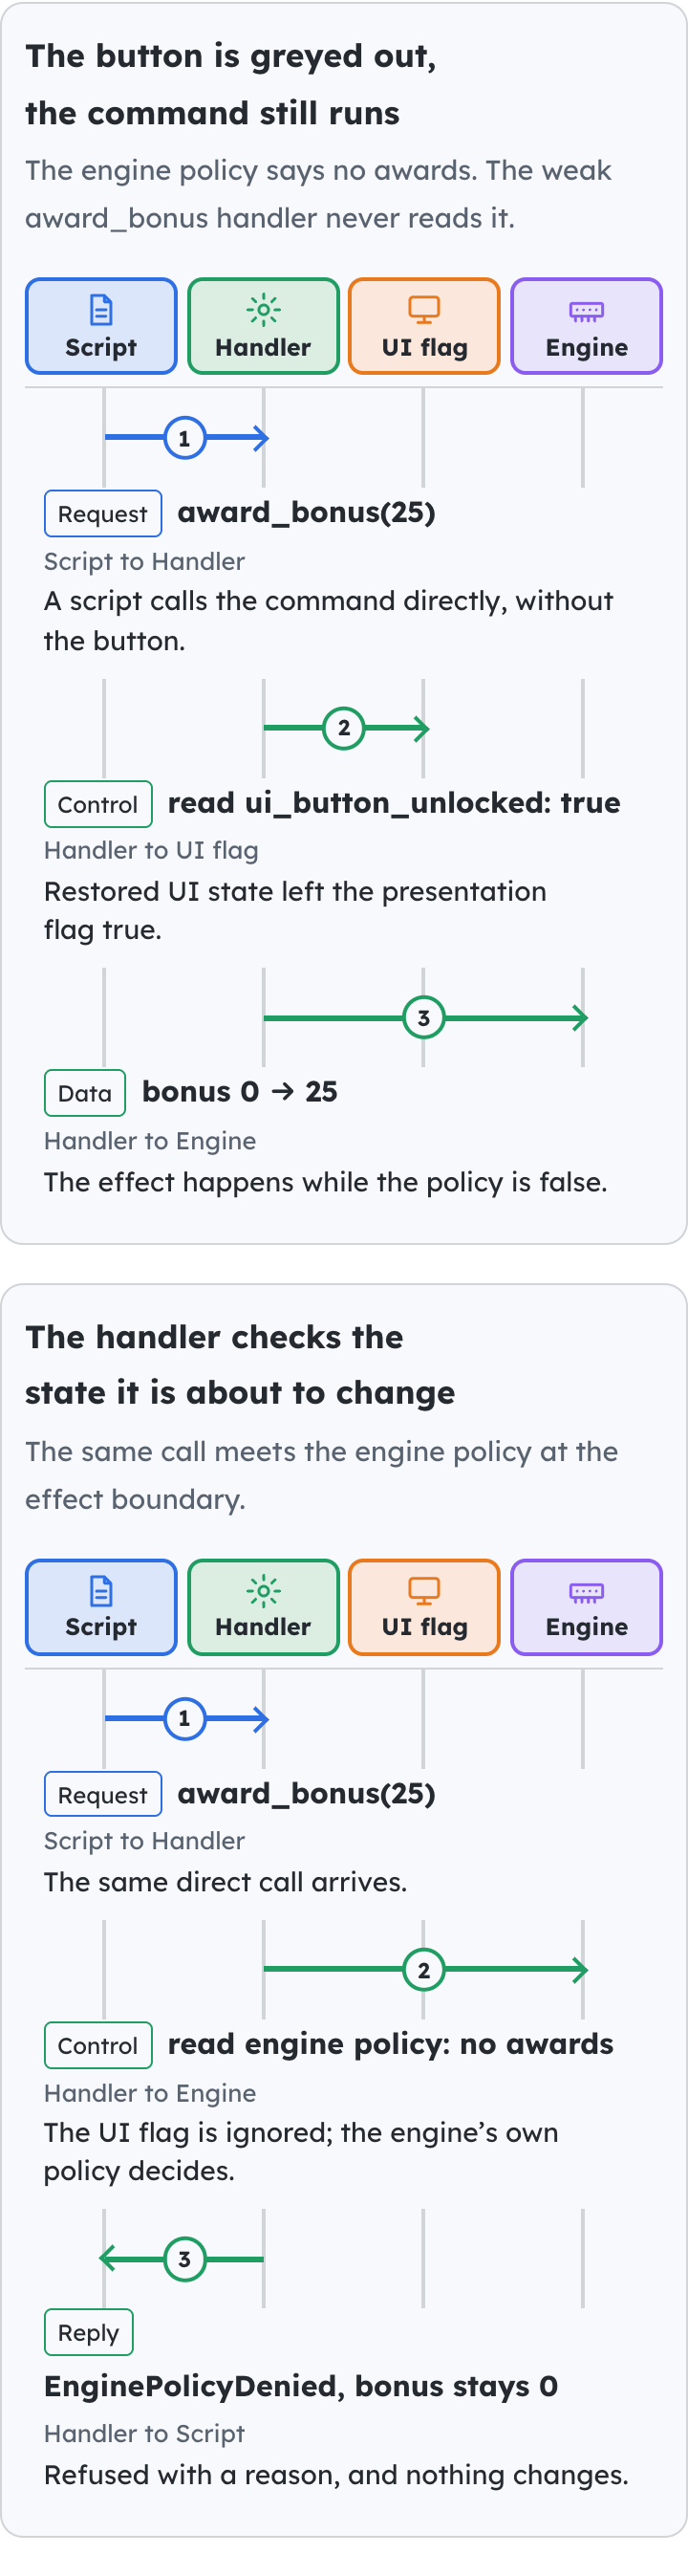 The button is greyed out,
the command still runs
The engine policy says no awards. The weak
award_bonus handler never reads it.
Script
Handler
UI flag
Engine
1
Request
award_bonus(25)
Script to Handler
A script calls the command directly, without
the button.
2
Control
read ui_button_unlocked: true
Handler to UI flag
Restored UI state left the presentation
flag true.
3
Data
bonus 0 → 25
Handler to Engine
The effect happens while the policy is false.
The handler checks the
state it is about to change
The same call meets the engine policy at the
effect boundary.
Script
Handler
UI flag
Engine
1
Request
award_bonus(25)
Script to Handler
The same direct call arrives.
2
Control
read engine policy: no awards
Handler to Engine
The UI flag is ignored; the engine’s own
policy decides.
3
Reply
EnginePolicyDenied, bonus stays 0
Handler to Script
Refused with a reason, and nothing changes.